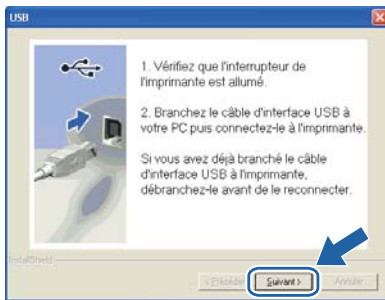 USB
1. Vérifiez que l'interrupteur de
l'imprimante est allumé.
2. Branchez le câble d'interface USB à
votre PC puis connectez-le à l'imprimante.
Si vous avez déjà branché le câble
d'interface USB à l'imprimante,
débranchez-le avant de le reconnecter.
InstallShield
< Précédent Suivant > Annuler